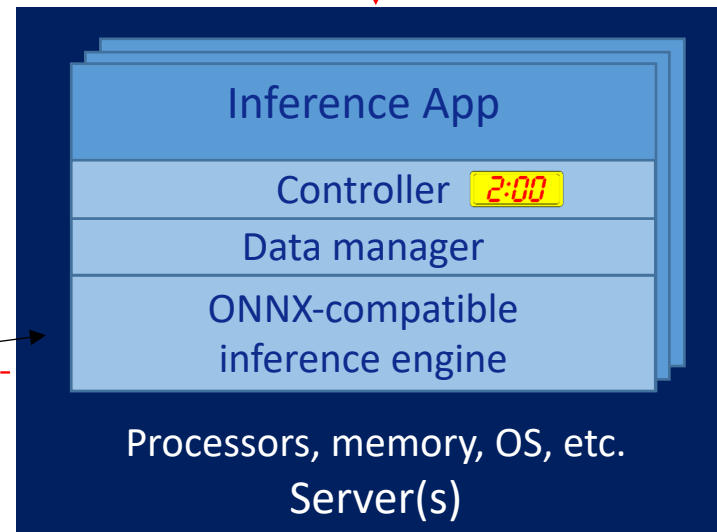 Inference App
Controller 2:00
Data manager
ONNX-compatible
inference engine
Processors, memory, OS, etc.
Server(s)